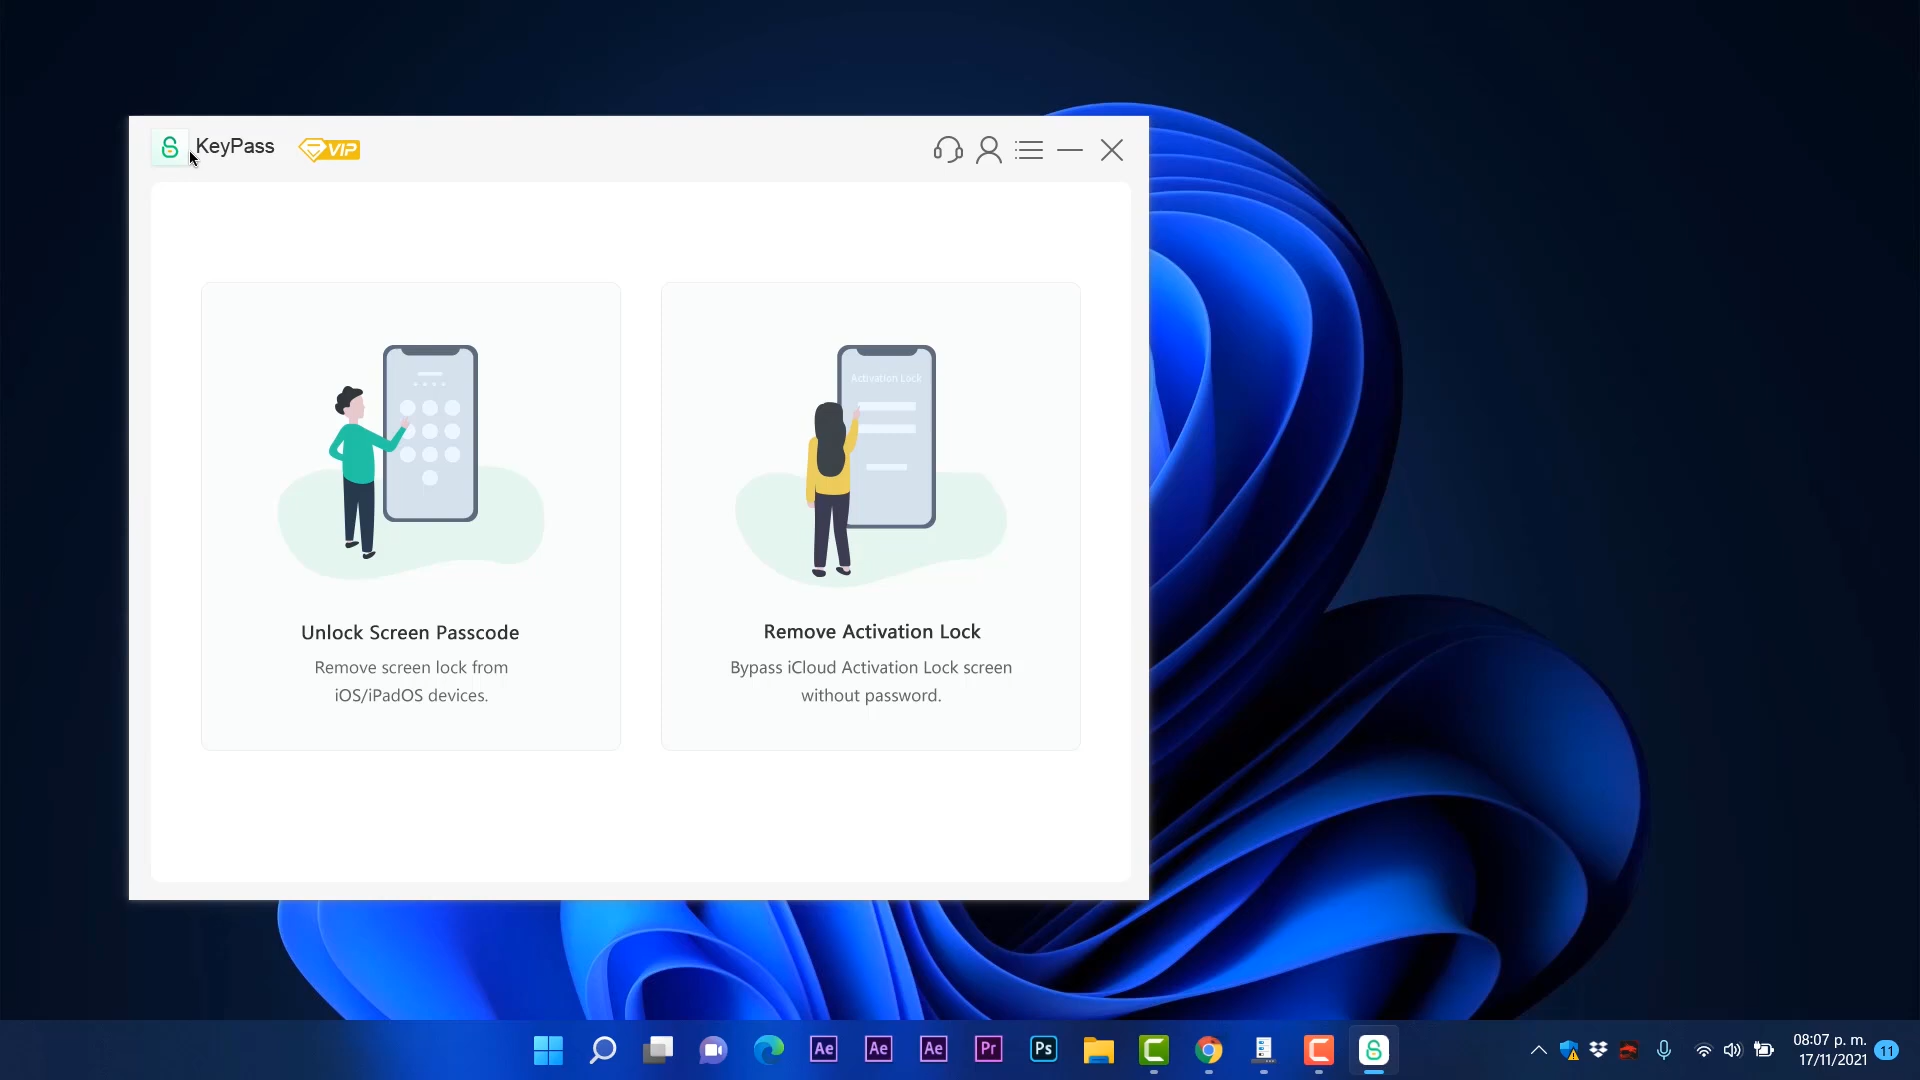 KeyPass
VIP
Activation Lock
Unlock Screen Passcode
Remove screen lock from
iOS/iPadOS devices.
Remove Activation Lock
Bypass iCloud Activation Lock screen
without password.
Ae
Ae
Ae
Pr
Ps
08:07 p. m.
17/11/2021
11